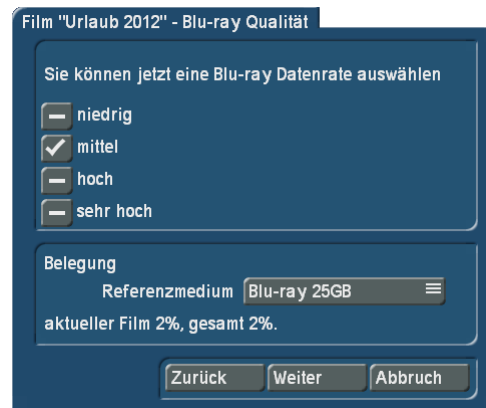 Film "Urlaub 2012" - Blu-ray Qualität
Sie können jetzt eine Blu-ray Datenrate auswählen
niedrig
mittel
hoch
sehr hoch
Belegung
Referenzmedium Blu-ray 25GB
aktueller Film 2%, gesamt 2%.
Zurück Weiter Abbruch